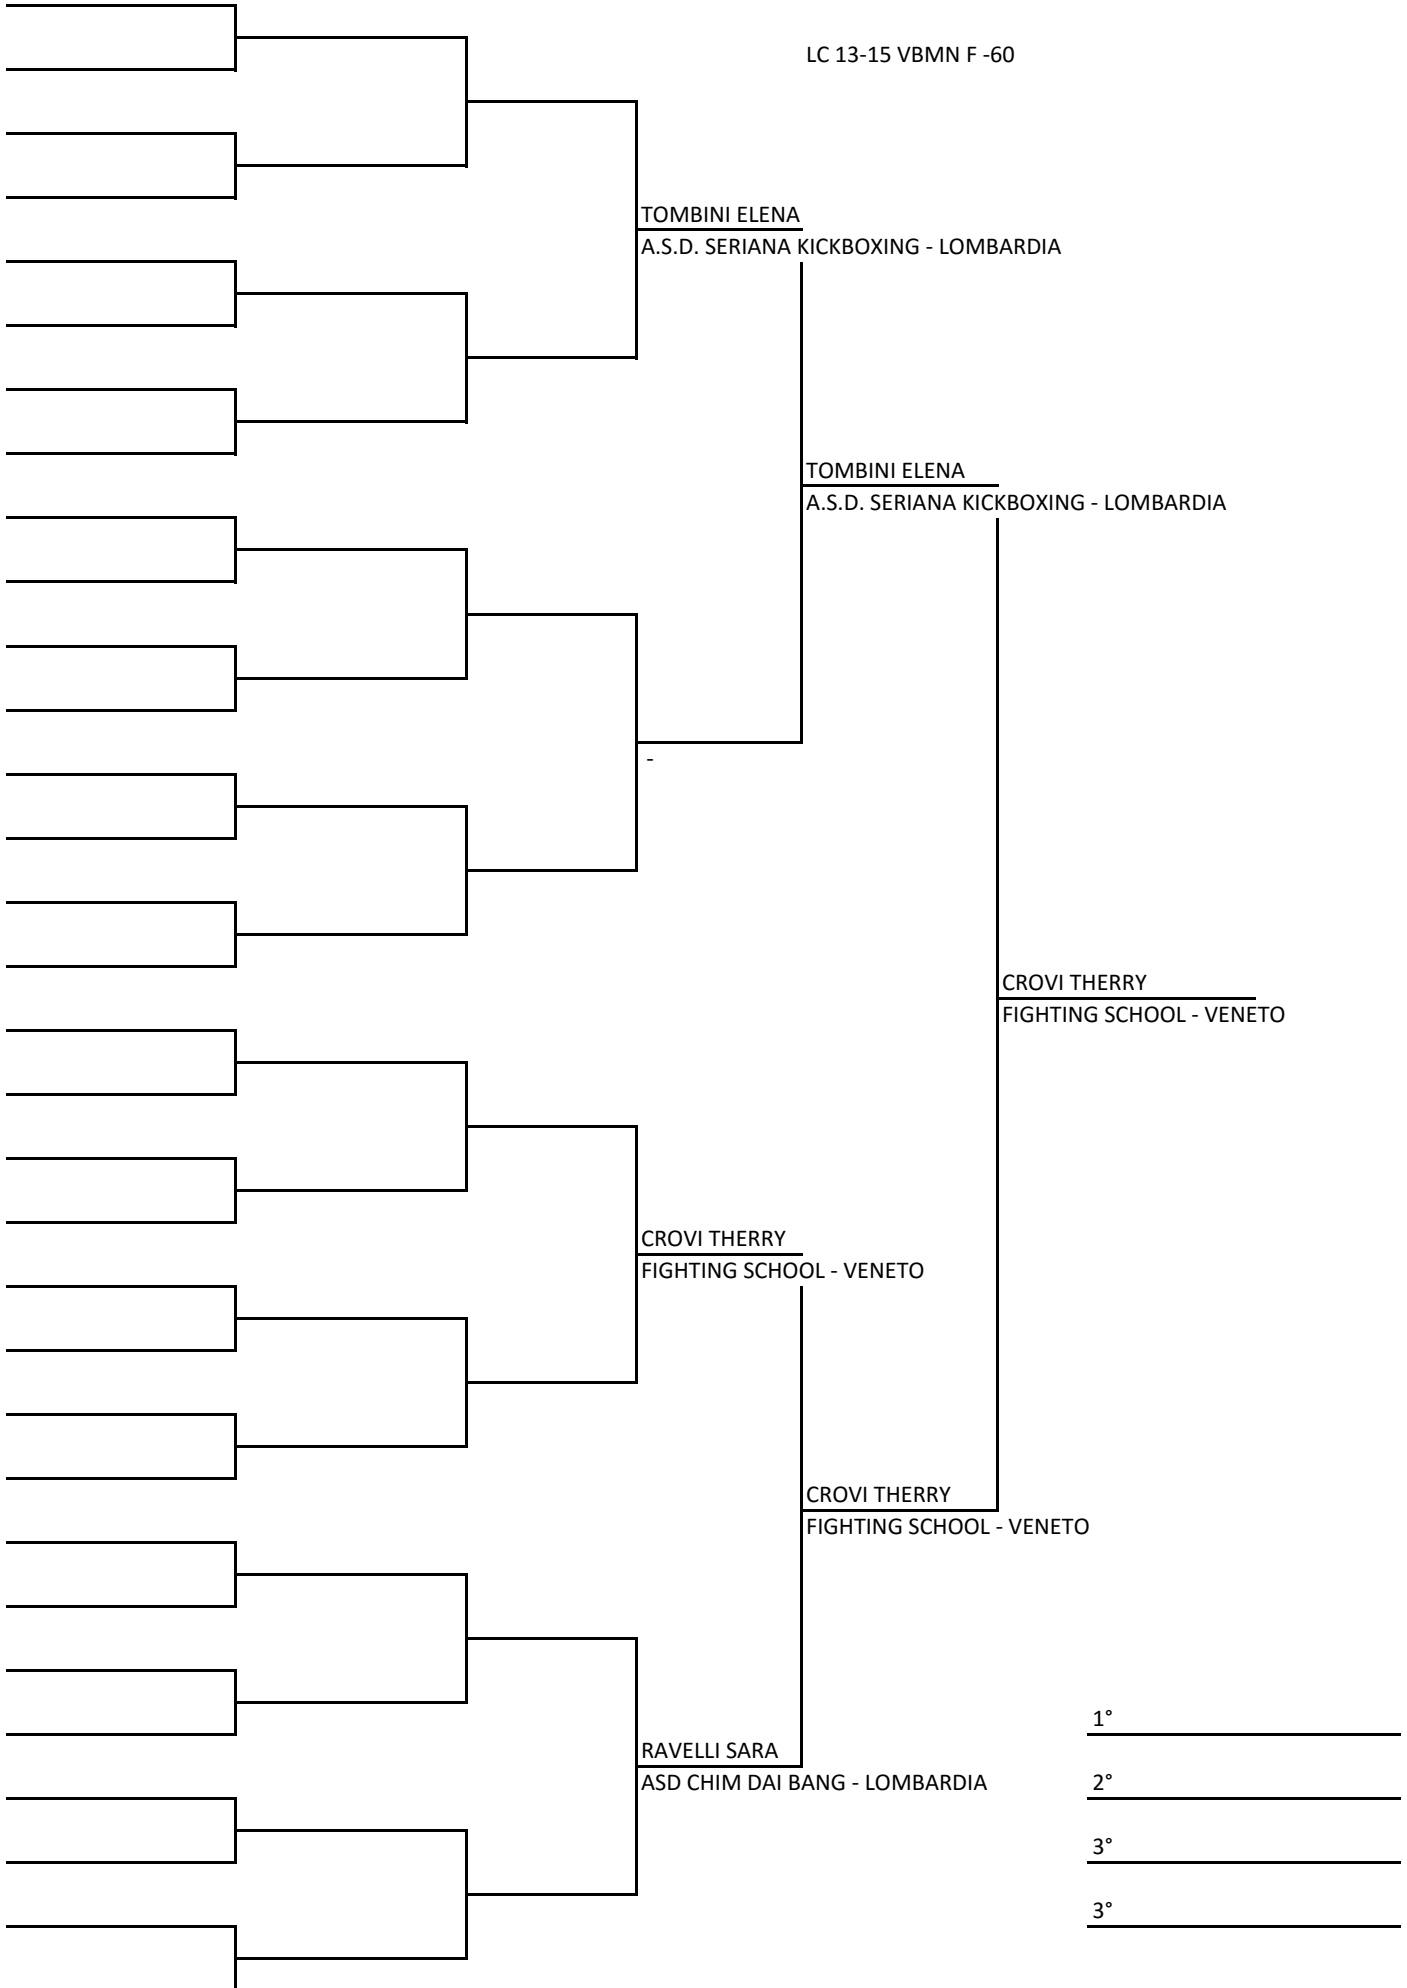 LC 13-15 VBMN F -60
TOMBINI ELENA
A.S.D. SERIANA KICKBOXING - LOMBARDIA
TOMBINI ELENA
A.S.D. SERIANA KICKBOXING - LOMBARDIA
-
CROVI THERRY
FIGHTING SCHOOL - VENETO
CROVI THERRY
FIGHTING SCHOOL - VENETO
CROVI THERRY
FIGHTING SCHOOL - VENETO
1°
RAVELLI SARA
ASD CHIM DAI BANG - LOMBARDIA
2°
3°
3°